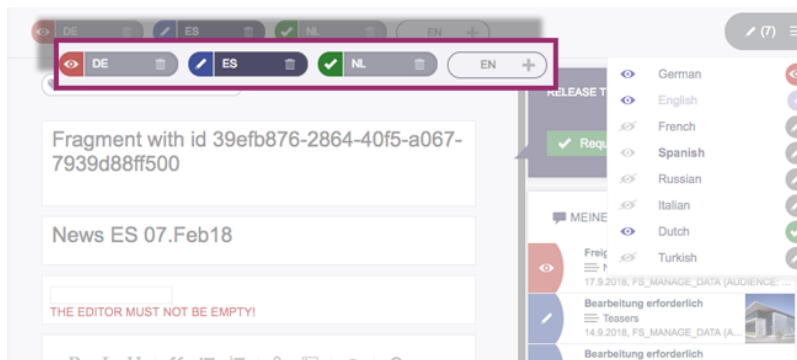 DE ES NL EN
DE ES NL EN
(7)
RELEASE T
Requ
German
English
French
Spanish
Russian
Italian
Dutch
Turkish
Fragment with id 39efb876-2864-40f5-a067-
7939d88ff500
News ES 07.Feb18
THE EDITOR MUST NOT BE EMPTY!
MEINE
Freig
N
17.9.2018, FS_MANAGE_DATA (AUDIENCE: ...
Bearbeitung erforderlich
Teasers
14.9.2018, FS_MANAGE_DATA (A...
Bearbeitung erforderlich